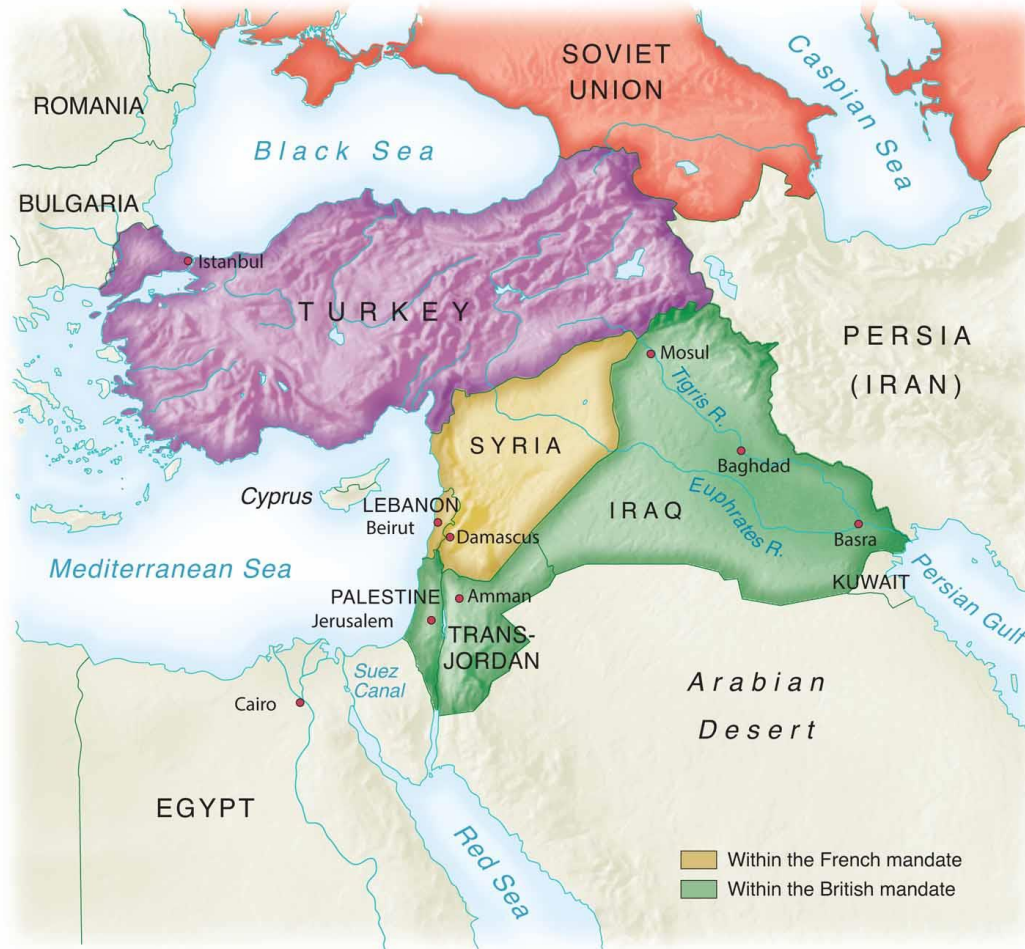 SOVIET
UNION
Caspian Sea
ROMANIA
Black Sea
BULGARIA
Istanbul
TURKEY
PERSIA
(IRAN)
Mosul
Tigris R.
SYRIA
Baghdad
Cyprus
LEBANON
Beirut
Euphrates R.
IRAQ
Damascus
Basra
Mediterranean Sea
KUWAIT
Persian Gulf
PALESTINE
Amman
Jerusalem
TRANS-
JORDAN
Suez
Canal
Arabian
Desert
Cairo
EGYPT
Red Sea
Within the French mandate
Within the British mandate